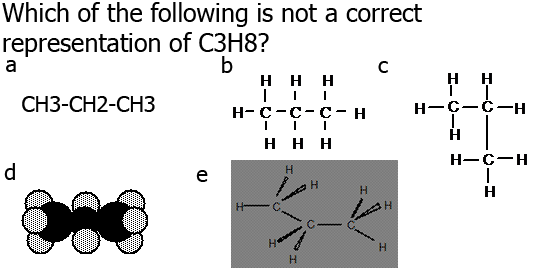 Which of the following is not a correct
representation of C3H8?
a
CH3-CH2-CH3
b
H H H
H-C-C-C-H
H H H
c
H H
H-C-C-H
H
H-C-H
H
d
e
H
H
H
C
C
H
H
C
H
H
H